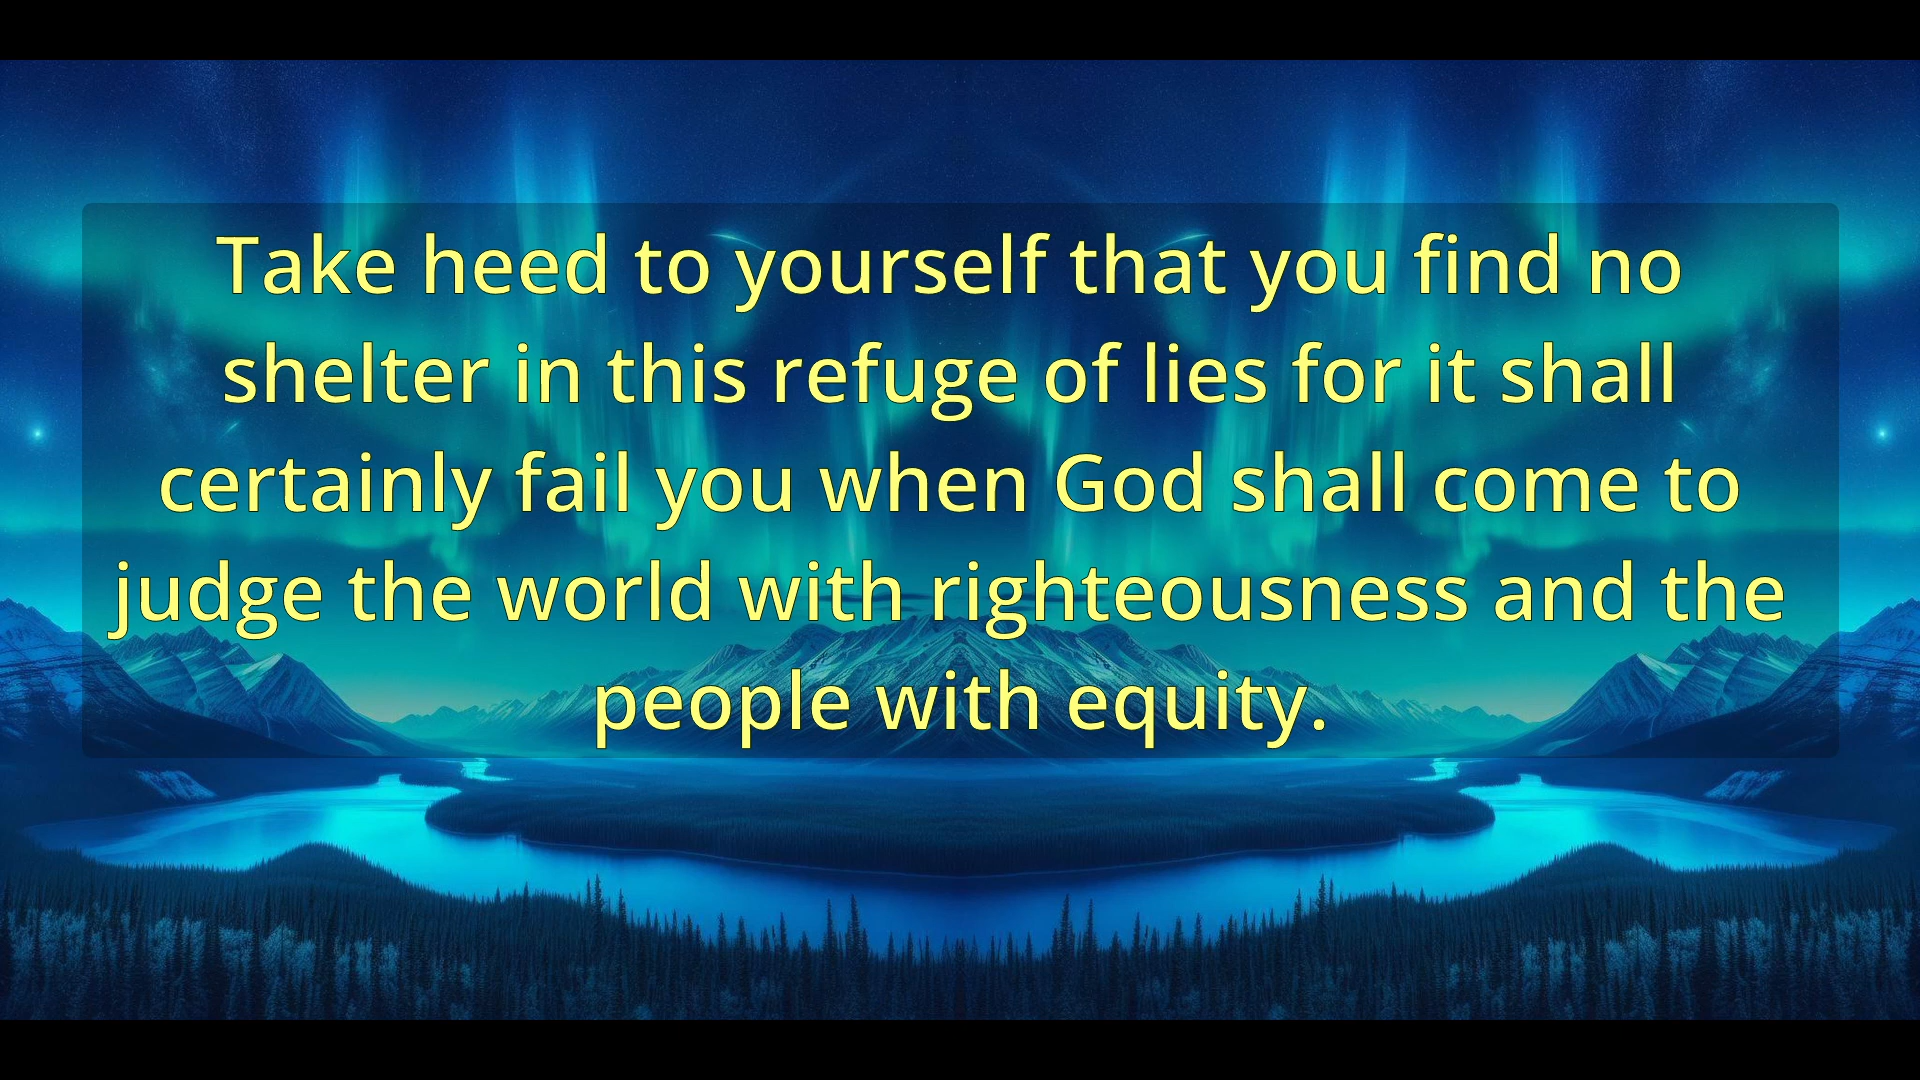 Take heed to yourself that you find no
shelter in this refuge of lies for it shall
certainly fail you when God shall come to
judge the world with righteousness and the
people with equity.